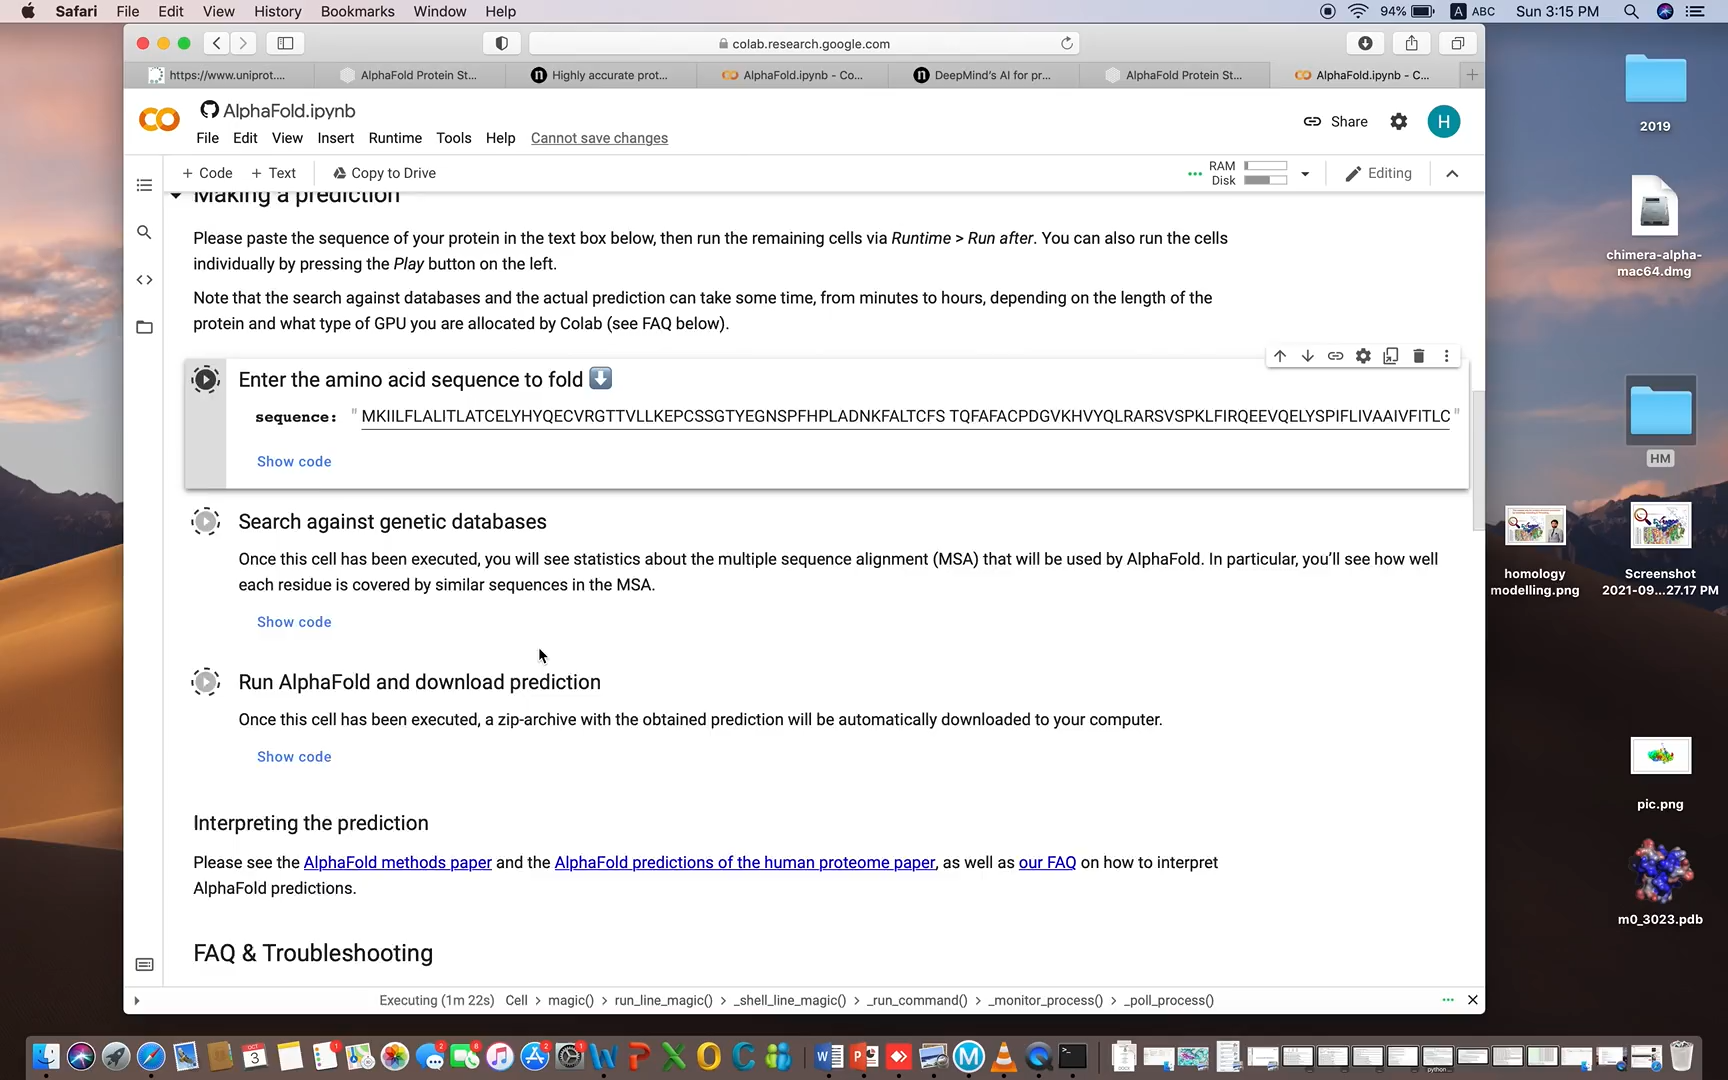 Safari File Edit View History Bookmarks Window Help
94% A ABC Sun 3:15 PM
colab.research.google.com
https://www.uniprot.... AlphaFold Protein St... Highly accurate prot... AlphaFold.ipynb - Co... DeepMind's AI for pr... AlphaFold Protein St... AlphaFold.ipynb - C...
AlphaFold.ipynb
File Edit View Insert Runtime Tools Help Cannot save changes
Share H
+ Code + Text Copy to Drive
RAM
Disk
Editing
Making a prediction
Please paste the sequence of your protein in the text box below, then run the remaining cells via Runtime > Run after. You can also run the cells
individually by pressing the Play button on the left.
Note that the search against databases and the actual prediction can take some time, from minutes to hours, depending on the length of the
protein and what type of GPU you are allocated by Colab (see FAQ below).
Enter the amino acid sequence to fold
sequence: " MKIILFLALITLATCELYHYQECVRGTTVLLKEPCSSGTYEGNSPFHPLADNKFALTCFS TQFAFACPDGVKHVYQLRARSVSPKLFIRQEEVQELYSPIFLIVAAIVFITLC "
Show code
Search against genetic databases
Once this cell has been executed, you will see statistics about the multiple sequence alignment (MSA) that will be used by AlphaFold. In particular, you'll see how well
each residue is covered by similar sequences in the MSA.
Show code
Run AlphaFold and download prediction
Once this cell has been executed, a zip-archive with the obtained prediction will be automatically downloaded to your computer.
Show code
Interpreting the prediction
Please see the AlphaFold methods paper and the AlphaFold predictions of the human proteome paper, as well as our FAQ on how to interpret
AlphaFold predictions.
FAQ & Troubleshooting
Executing (1m 22s) Cell > magic() > run_line_magic() > _shell_line_magic() > _run_command() > _monitor_process() > _poll_process()
2019
chimera-alpha-
mac64.dmg
HM
homology
modelling.png
Screenshot
2021-09...27.17 PM
pic.png
m0_3023.pdb